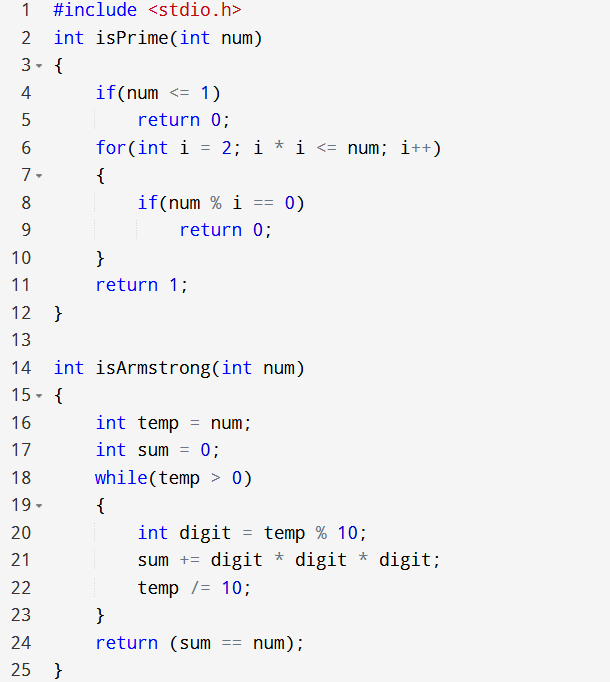 1 #include <stdio.h>
2 int isPrime(int num)
3 {
4     if(num <= 1)
5         return 0;
6     for(int i = 2; i * i <= num; i++)
7     {
8         if(num % i == 0)
9             return 0;
10     }
11     return 1;
12 }
13
14 int isArmstrong(int num)
15 {
16     int temp = num;
17     int sum = 0;
18     while(temp > 0)
19     {
20         int digit = temp % 10;
21         sum += digit * digit * digit;
22         temp /= 10;
23     }
24     return (sum == num);
25 }